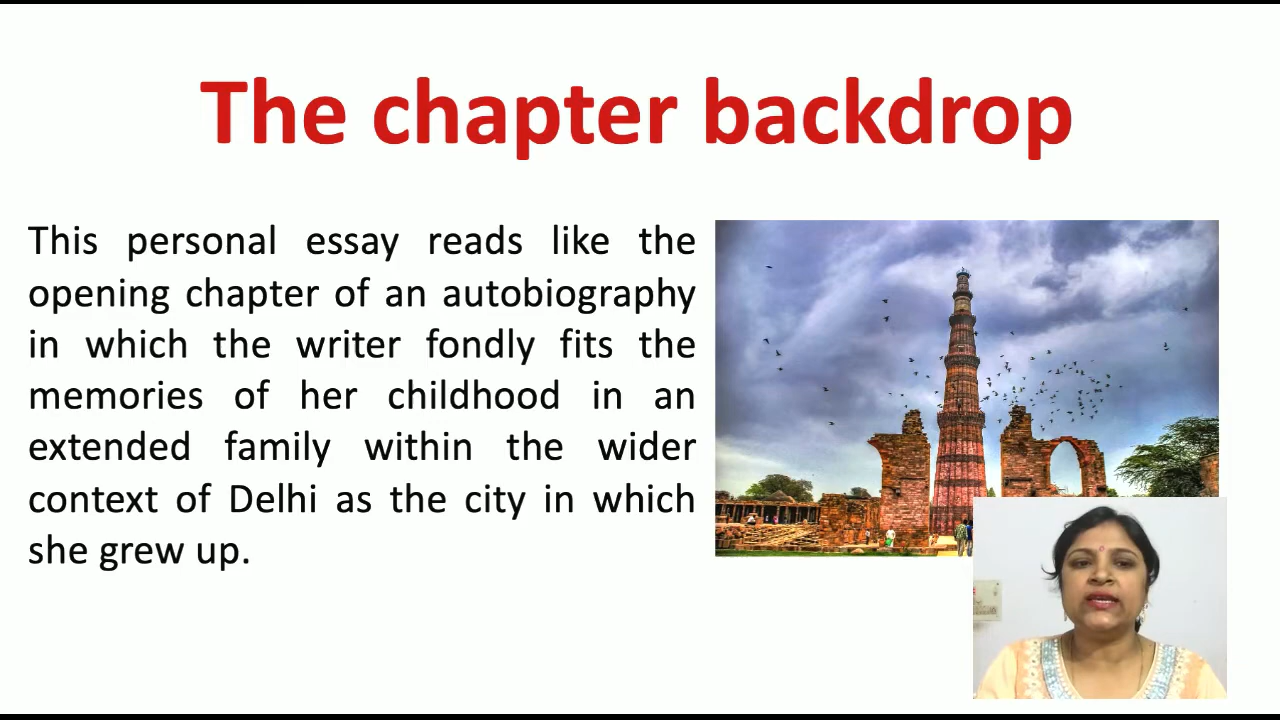 The chapter backdrop
This personal essay reads like the
opening chapter of an autobiography
in which the writer fondly fits the
memories of her childhood in an
extended family within the wider
context of Delhi as the city in which
she grew up.